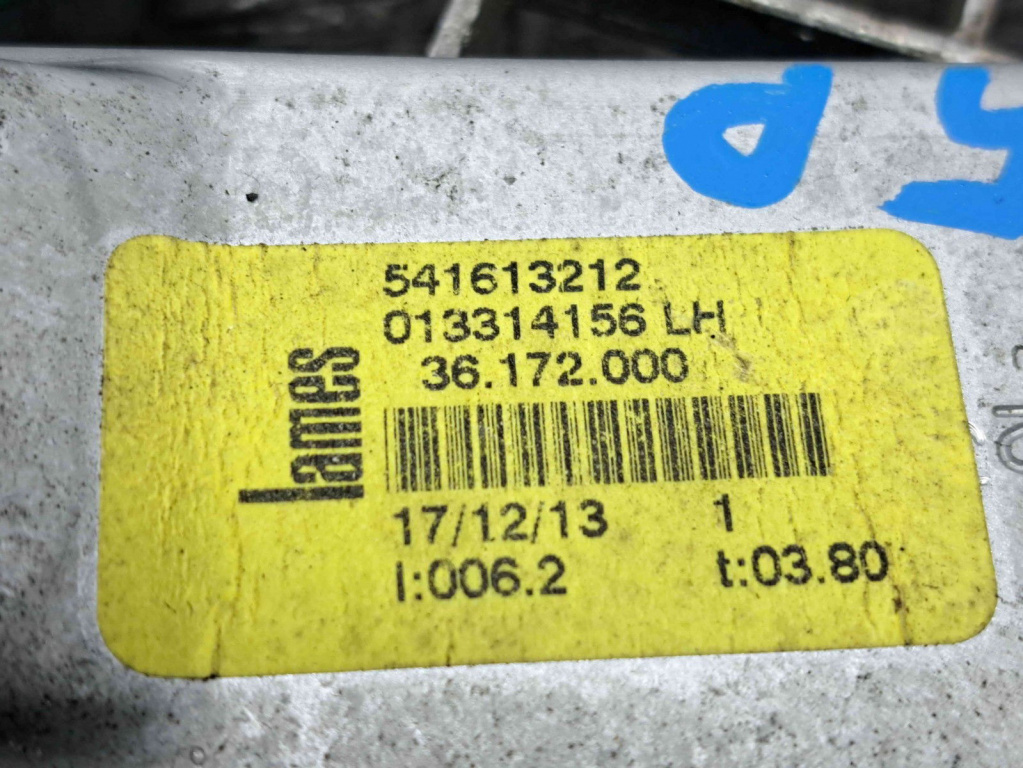 541613212
013314156 LH
36.172.000
lames
17/12/13 1
I:006.2 t:03.80